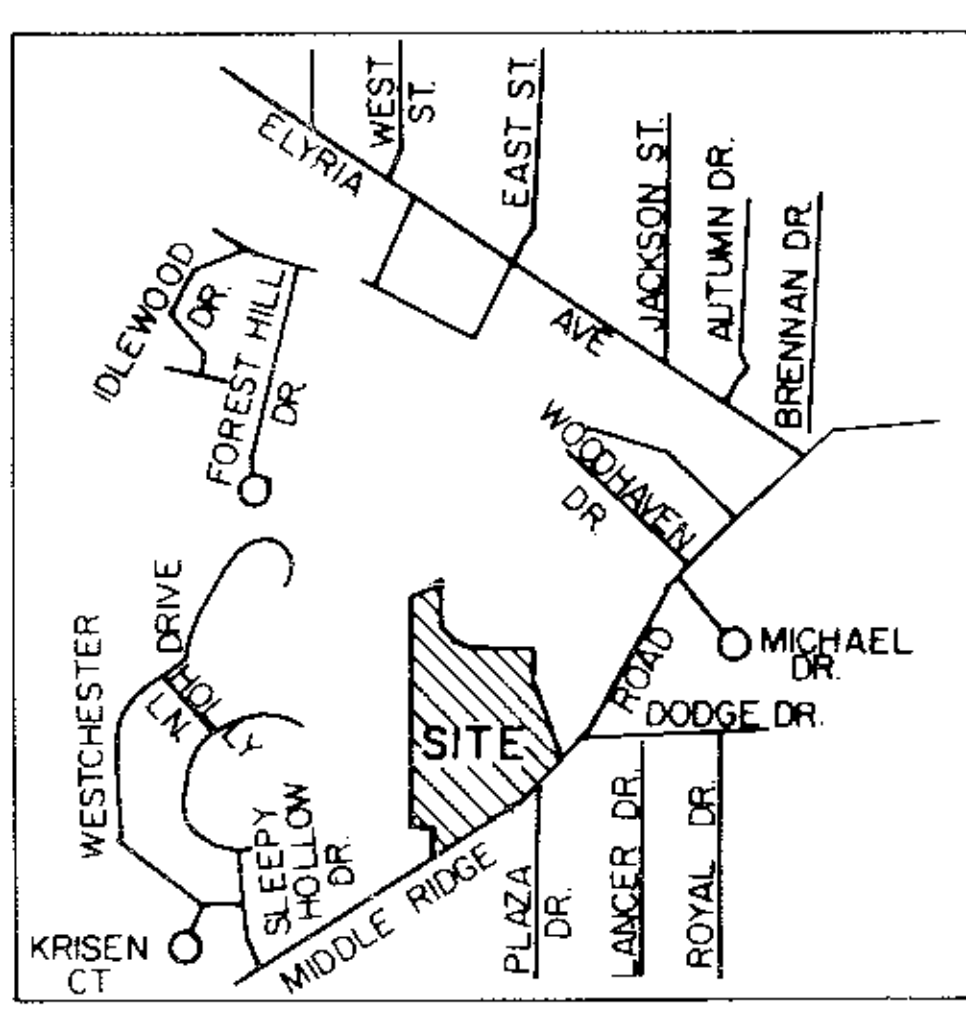 WEST
ST.
EAST ST.
ELYRIA
AVE
JACKSON ST.
AUTUMN DR.
BRENNAN DR.
IDLEWOOD
DR.
FOREST HILL
DR.
WOODHAVEN
DR.
WESTCHESTER
DRIVE
HOLLY
LN.
SITE
ROAD
MICHAEL
DR.
DODGE DR.
SLEEPY
HOLLOW
DR.
MIDDLE RIDGE
PLAZA
DR.
LANCER DR.
ROYAL DR.
KRISEN
CT